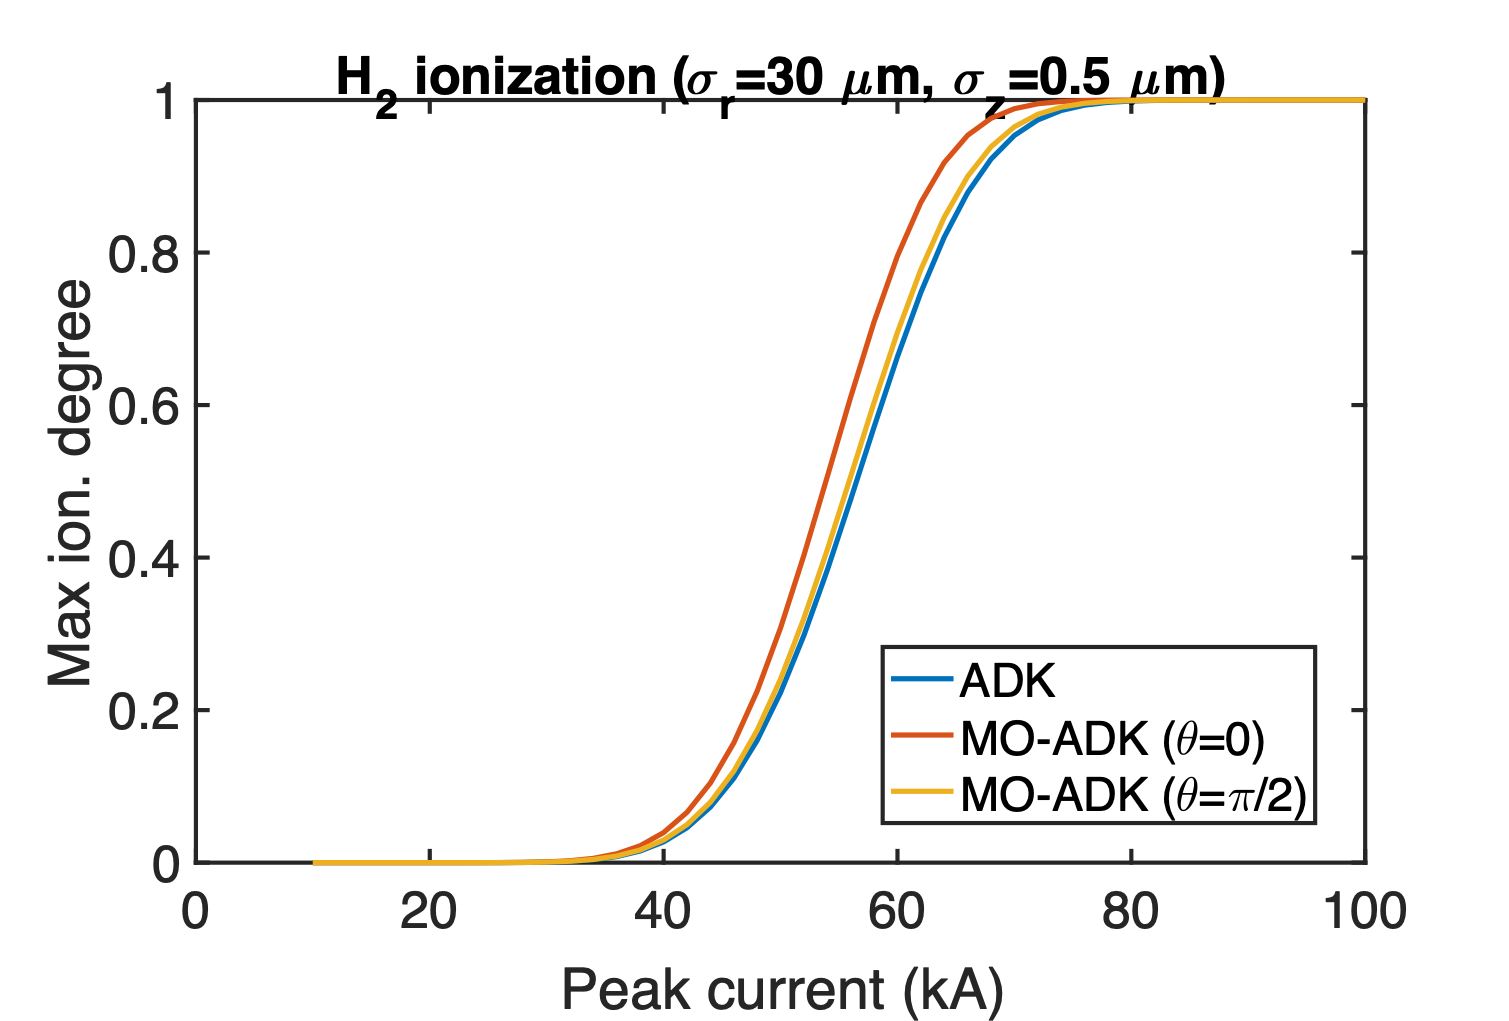 H₂ ionization (σᵣ=30 μm, σ_z=0.5 μm)
Max ion. degree
1
0.8
0.6
0.4
0.2
0
0 20 40 60 80 100
Peak current (kA)
ADK
MO-ADK (θ=0)
MO-ADK (θ=π/2)